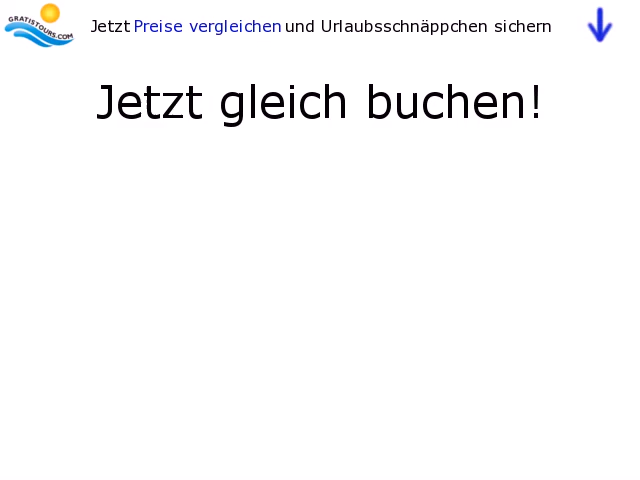 GRATISTOURS.COM
Jetzt Preise vergleichen und Urlaubsschnäppchen sichern
Jetzt gleich buchen!